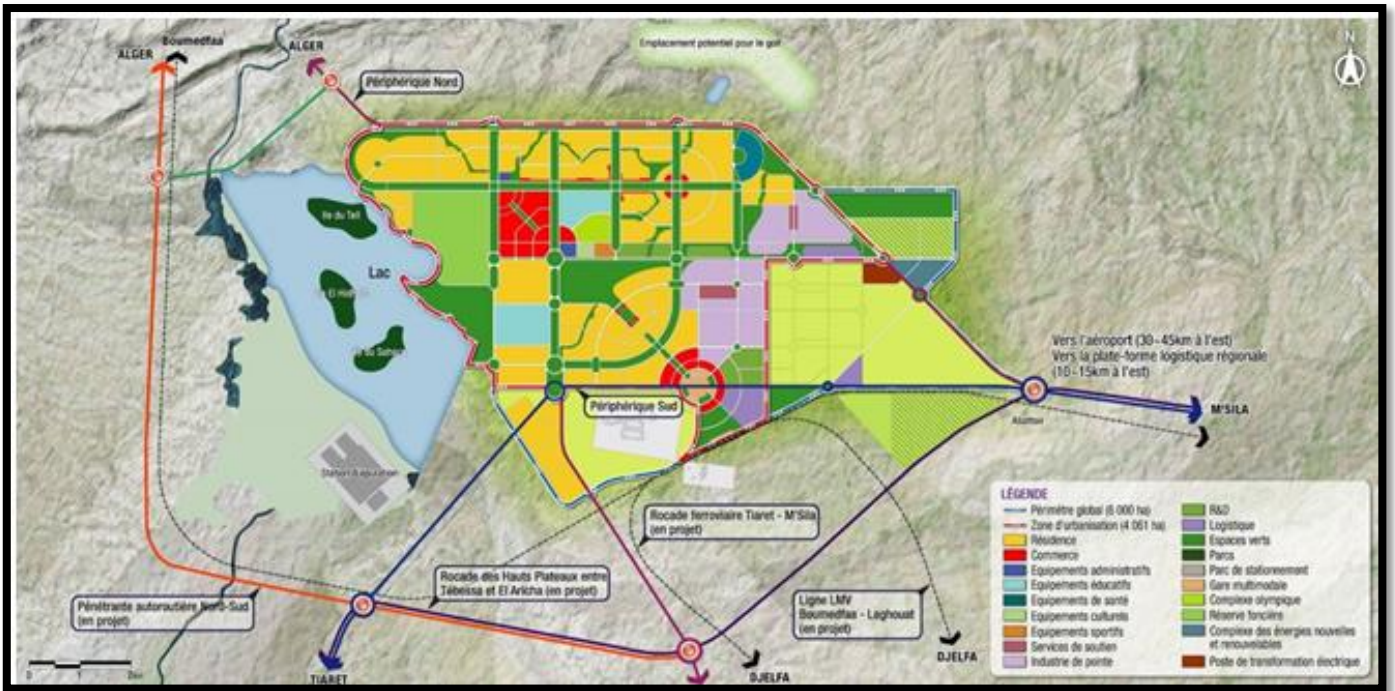 Boumedfaa
ALGER
ALGER
Emplacement potentiel pour le golf
N
Périphérique Nord
Ile du Tell
Lac
Vers l'aéroport (30-45km à l'est)
Vers la plate-forme logistique régionale
(10-15km à l'est)
M'SILA
Périphérique Sud
Station d'épuration
Rocade ferroviaire Tiaret - M'Sila
(en projet)
Rocade des Hauts Plateaux entre
Tébessa et El Aricha (en projet)
Pénétrante autoroutière Nord-Sud
(en projet)
Ligne LMV
Boumedfaa - Laghouat
(en projet)
TIARET
DJELFA
DJELFA
0 1 2km
LÉGENDE
Périmètre global (6 000 ha)
Zone d'urbanisation (4 061 ha)
Résidence
Commerce
Equipements administratifs
Equipements éducatifs
Equipements de santé
Equipements culturels
Equipements sportifs
Services de soutien
Industrie de pointe
R&D
Logistique
Espaces verts
Parcs
Parc de stationnement
Gare multimodale
Complexe olympique
Réserve foncière
Complexe des énergies nouvelles
et renouvelables
Poste de transformation électrique